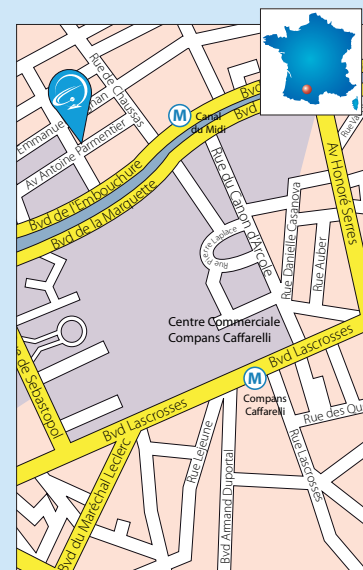 Rue de Chaussas
Emmanuel
Av Antoine Parmentier
M
Canal
du Midi
Bvd
Bvd
Bvd de l'Embouchure
Bvd de la Marquette
Rue du Canon d'Arcole
Rue Pierre Laplace
Rue Danielle Casanova
Rue Auber
Av Honoré Serres
Centre Commerciale
Compans Caffarelli
Bvd Lascrosses
M
Compans
Caffarelli
Bvd Lascrosses
de Sebastopol
Bvd du Maréchal Leclerc
Rue Lejeune
Bvd Armand Duportal
Rue Lascrosses
Rue des Ou